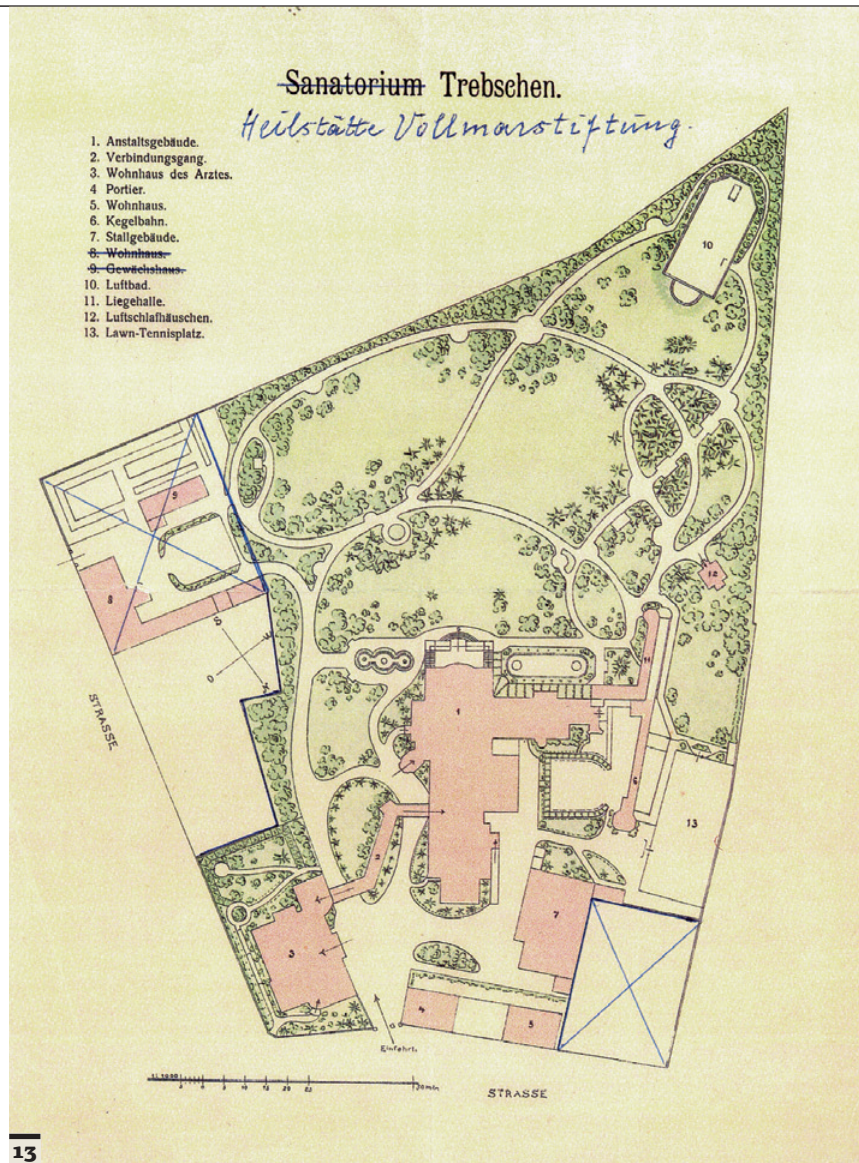 Sanatorium Trebschen.
Heilstätte Vollmarstiftung.
1. Anstaltsgebäude.
2. Verbindungsgang.
3. Wohnhaus des Arztes.
4 Portier.
5. Wohnhaus.
6. Kegelbahn.
7. Stallgebäude.
8. Wohnhaus.
9. Gewächshaus.
10. Luftbad.
11. Liegehalle.
12. Luftschlafhäuschen.
13. Lawn-Tennisplatz.
10
9
8
12
S
O
N
STRASSE
11
1
6
13
2
7
3
4
5
Einfahrt.
STRASSE
13